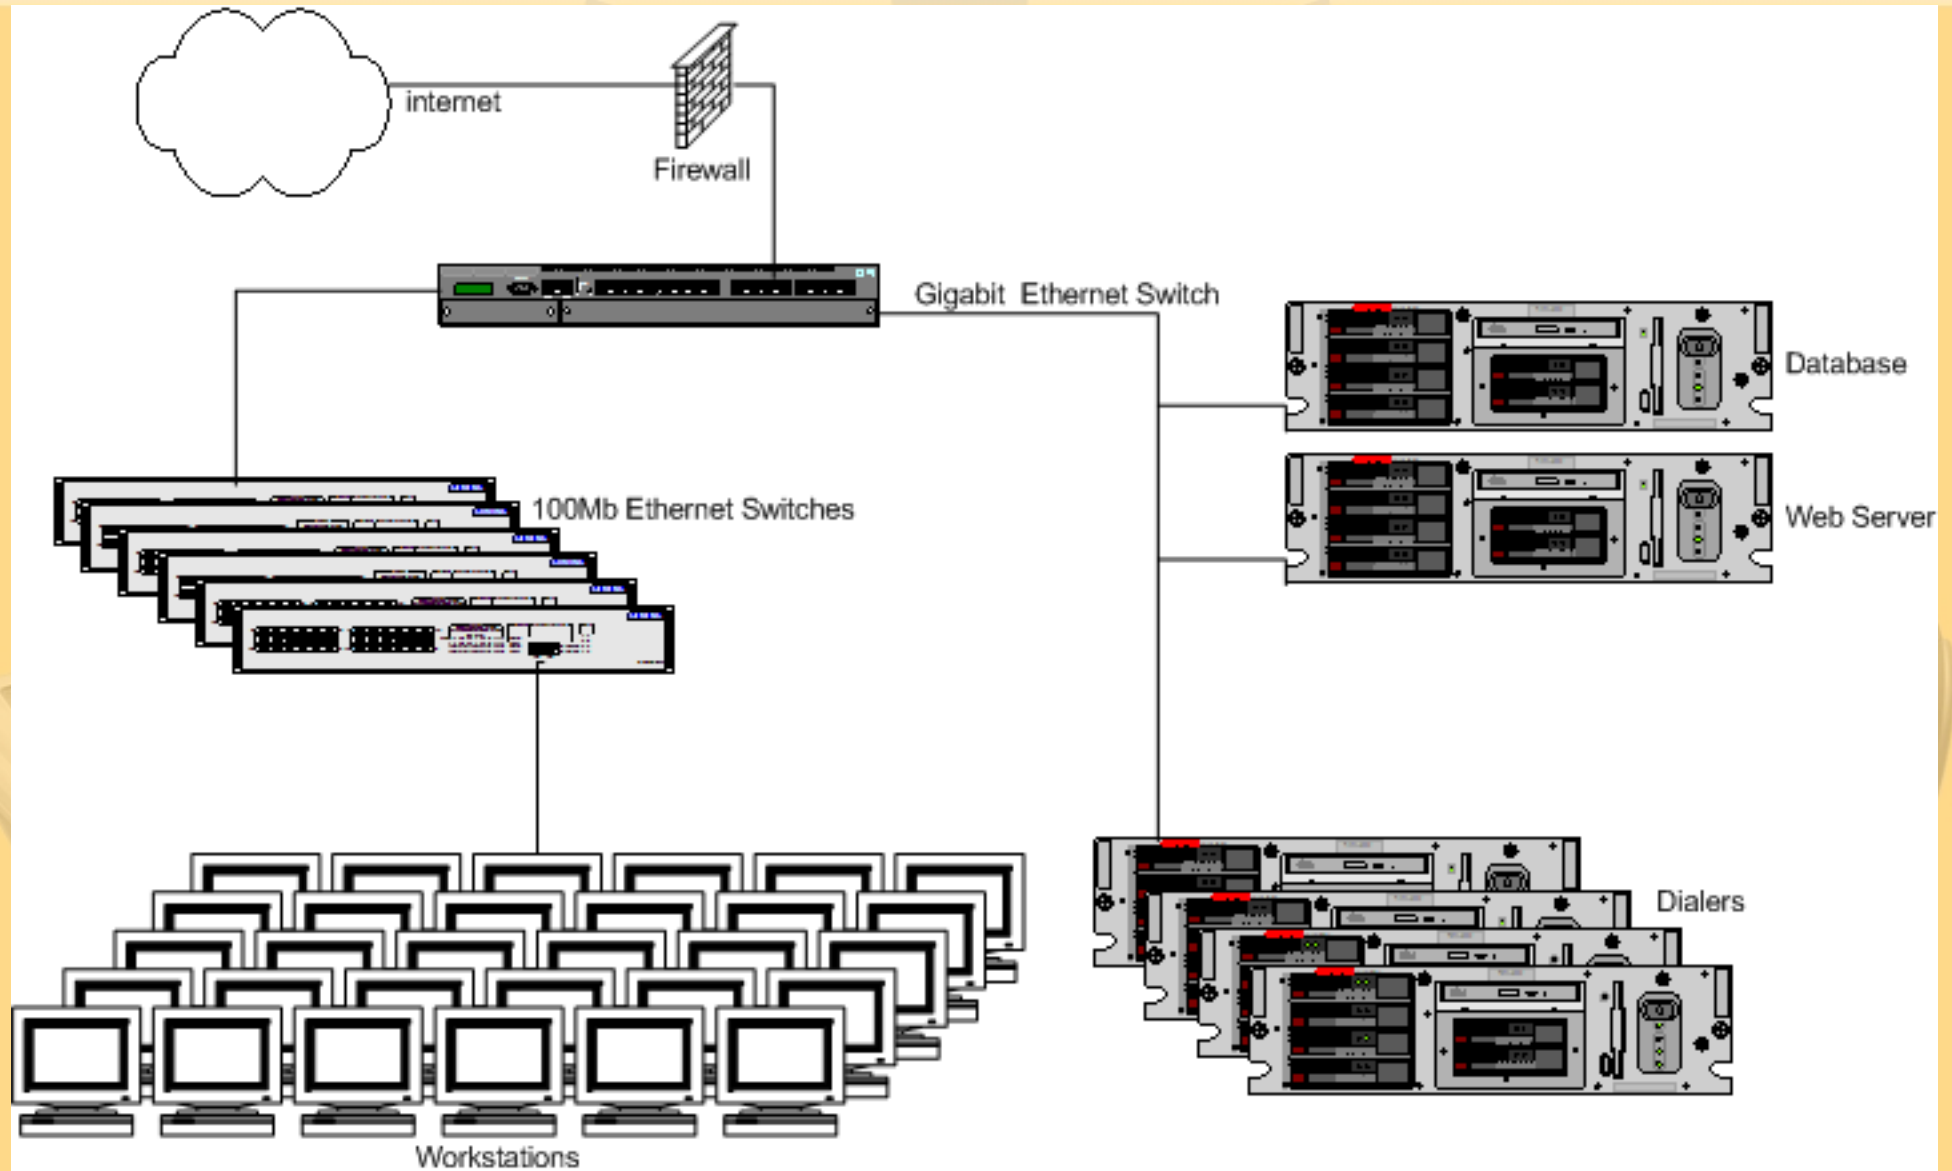 internet
Firewall
Gigabit Ethernet Switch
Database
100Mb Ethernet Switches
Web Server
Dialers
Workstations